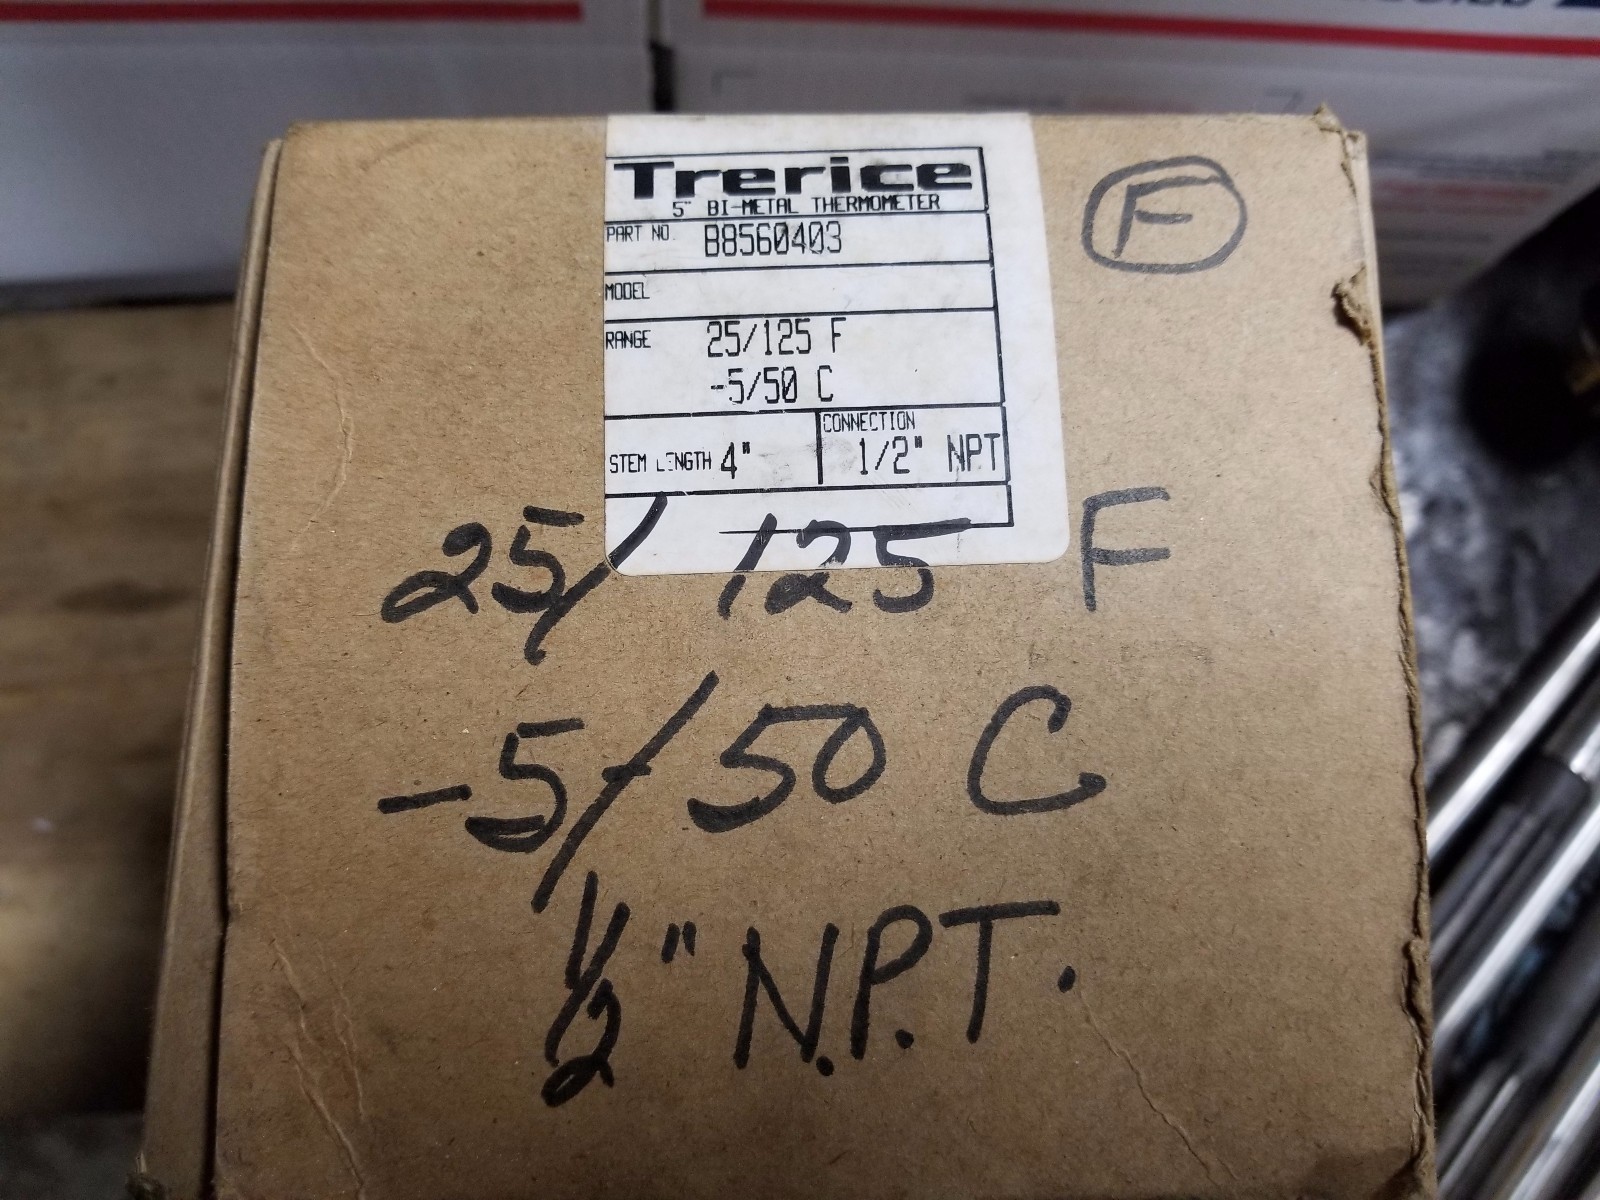 Trerice
5" BI-METAL THERMOMETER
F
PART NO. B8560403
MODEL
RANGE 25/125 F
-5/50 C
CONNECTION
STEM LENGTH 4" 1/2" NPT
25/125 F
-5/50 C
1/2" N.P.T.